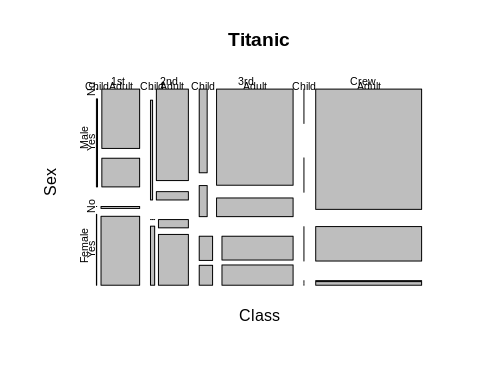 Titanic
1st 2nd 3rd Crew
Child Adult Child Adult Child Adult Child Adult
Sex
Male
No
Yes
Female
No
Yes
Class